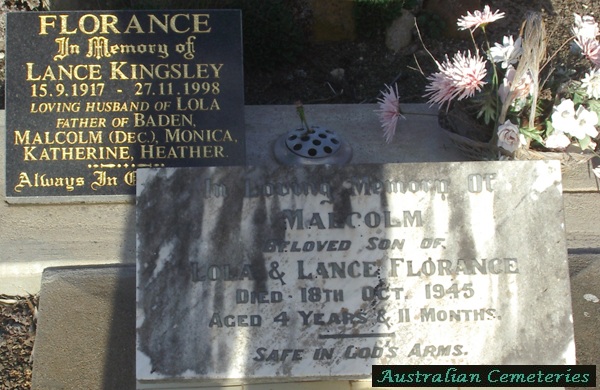 FLORANCE
In Memory of
LANCE KINGSLEY
15.9.1917 - 27.11.1998
LOVING HUSBAND OF LOLA
FATHER OF BADEN,
MALCOLM (DEC.), MONICA,
KATHERINE, HEATHER.
Always In
In Loving Memory Of
MALCOLM
BELOVED SON OF
LOLA & LANCE FLORANCE
DIED 18TH OCT. 1945
AGED 4 YEARS & 11 MONTHS.
SAFE IN GOD'S ARMS.
Australian Cemeteries